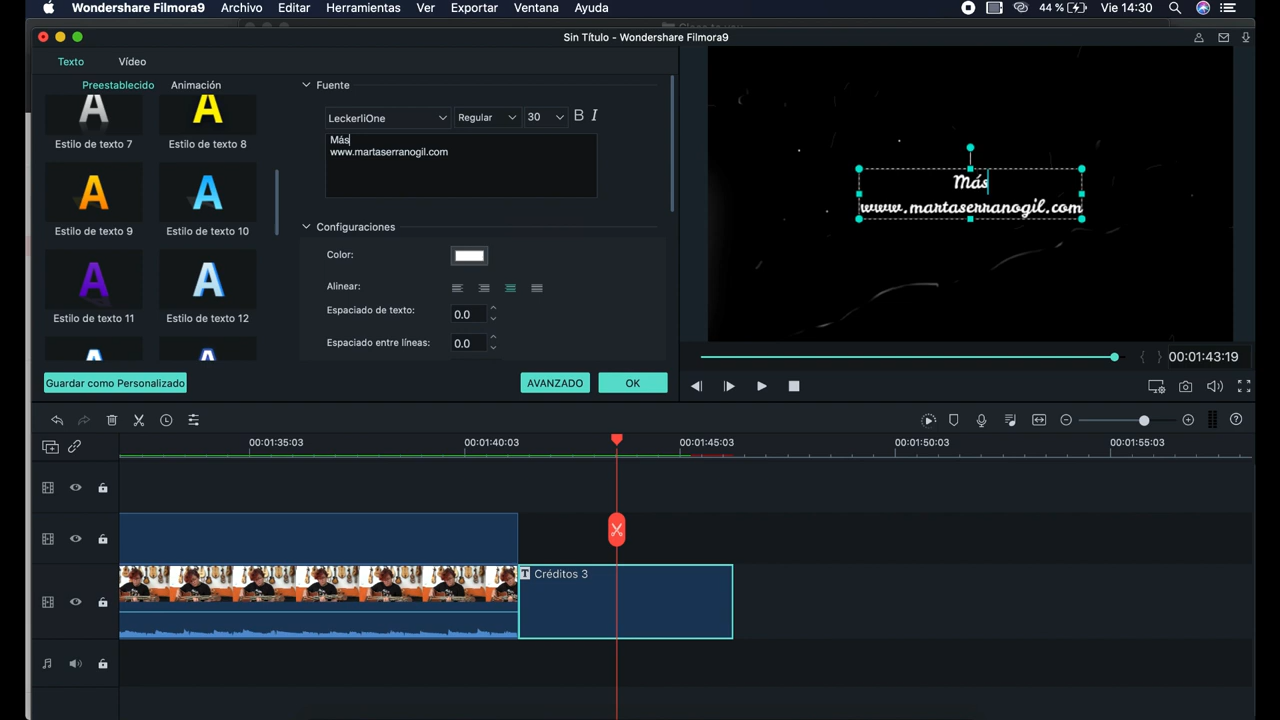 Wondershare Filmora9 Archivo Editar Herramientas Ver Exportar Ventana Ayuda 44 % Vie 14:30
Sin Título - Wondershare Filmora9
Texto Vídeo
Preestablecido Animación
Estilo de texto 7 Estilo de texto 8
Estilo de texto 9 Estilo de texto 10
Estilo de texto 11 Estilo de texto 12
Guardar como Personalizado
Fuente
LeckerliOne Regular 30 B I
Más
www.martaserranogil.com
Configuraciones
Color:
Alinear:
Espaciado de texto: 0.0
Espaciado entre líneas: 0.0
AVANZADO OK
Más
www.martaserranogil.com
00:01:43:19
00:01:35:03 00:01:40:03 00:01:45:03 00:01:50:03 00:01:55:03
T Créditos 3